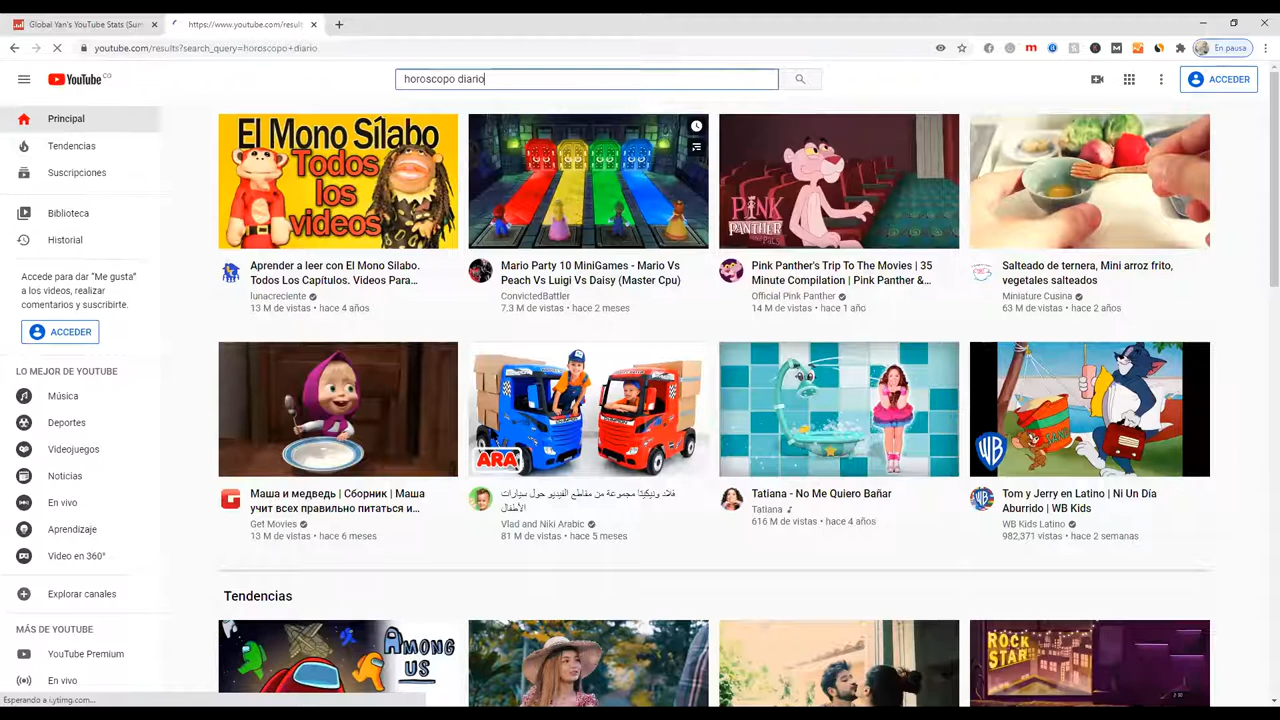 Global Yan's YouTube Stats (Sum
https://www.youtube.com/result
youtube.com/results?search_query=horoscopo+diario
En pausa
YouTube CO
horoscopo diario
ACCEDER
Principal
Tendencias
Suscripciones
Biblioteca
Historial
Accede para dar "Me gusta"
a los videos, realizar
comentarios y suscribirte.
ACCEDER
LO MEJOR DE YOUTUBE
Música
Deportes
Videojuegos
Noticias
En vivo
Aprendizaje
Video en 360°
Explorar canales
MÁS DE YOUTUBE
YouTube Premium
En vivo
Esperando a i.ytimg.com...
El Mono Sílabo
Todos
los
videos
Aprender a leer con El Mono Silabo.
Todos Los Capítulos. Videos Para...
lunacreciente
13 M de vistas • hace 4 años
Mario Party 10 MiniGames - Mario Vs
Peach Vs Luigi Vs Daisy (Master Cpu)
ConvictedBattler
7.3 M de vistas • hace 2 meses
PINK
PANTHER
Pink Panther's Trip To The Movies | 35
Minute Compilation | Pink Panther &...
Official Pink Panther
14 M de vistas • hace 1 año
Salteado de ternera, Mini arroz frito,
vegetales salteados
Miniature Cusina
63 M de vistas • hace 2 años
Маша и медведь | Сборник | Маша
учит всех правильно питаться и...
Get Movies
13 M de vistas • hace 6 meses
ARA
فلاد ونيكيتا مجموعة من مقاطع الفيديو حول سيارات
الأطفال
Vlad and Niki Arabic
81 M de vistas • hace 5 meses
Tatiana - No Me Quiero Bañar
Tatiana
616 M de vistas • hace 4 años
WB
Tom y Jerry en Latino | Ni Un Día
Aburrido | WB Kids
WB Kids Latino
982,371 vistas • hace 2 semanas
Tendencias
AMONG
US
ROCK
STAR!!